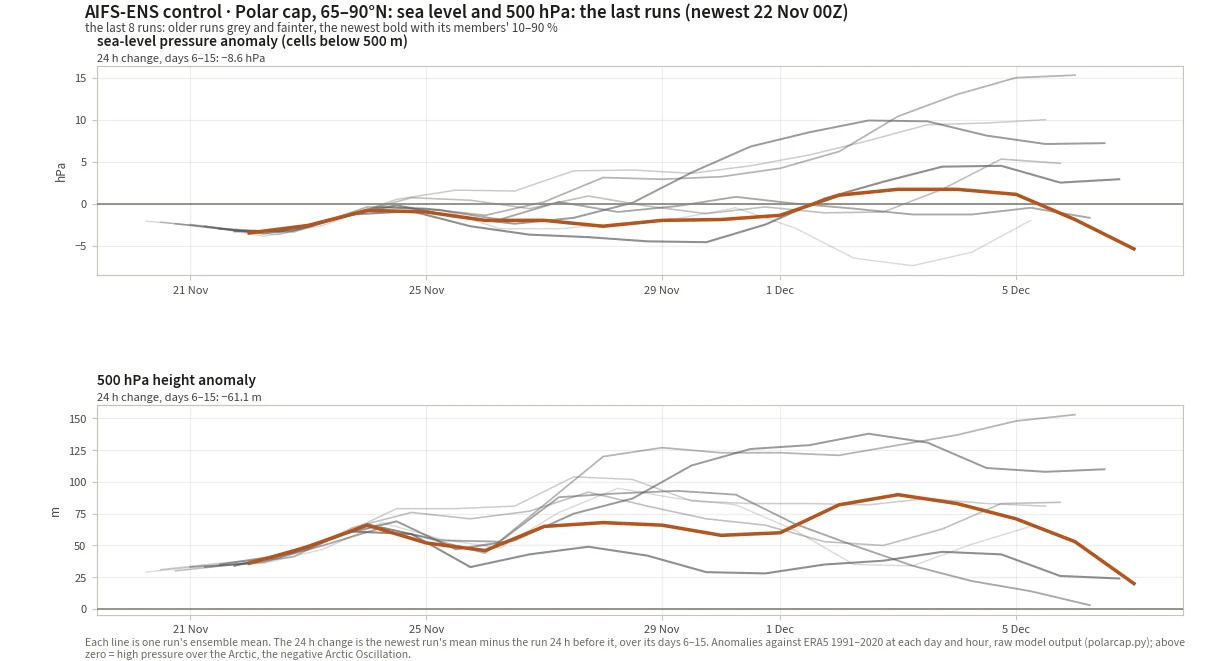 AIFS-ENS control · Polar cap, 65–90°N: sea level and 500 hPa: the last runs (newest 22 Nov 00Z)
the last 8 runs: older runs grey and fainter, the newest bold with its members' 10–90 %
sea-level pressure anomaly (cells below 500 m)
24 h change, days 6–15: −8.6 hPa
15
10
5
0
−5
hPa
21 Nov
25 Nov
29 Nov
1 Dec
5 Dec
500 hPa height anomaly
24 h change, days 6–15: −61.1 m
150
125
100
75
50
25
0
m
21 Nov
25 Nov
29 Nov
1 Dec
5 Dec
Each line is one run's ensemble mean. The 24 h change is the newest run's mean minus the run 24 h before it, over its days 6–15. Anomalies against ERA5 1991–2020 at each day and hour, raw model output (polarcap.py); above
zero = high pressure over the Arctic, the negative Arctic Oscillation.